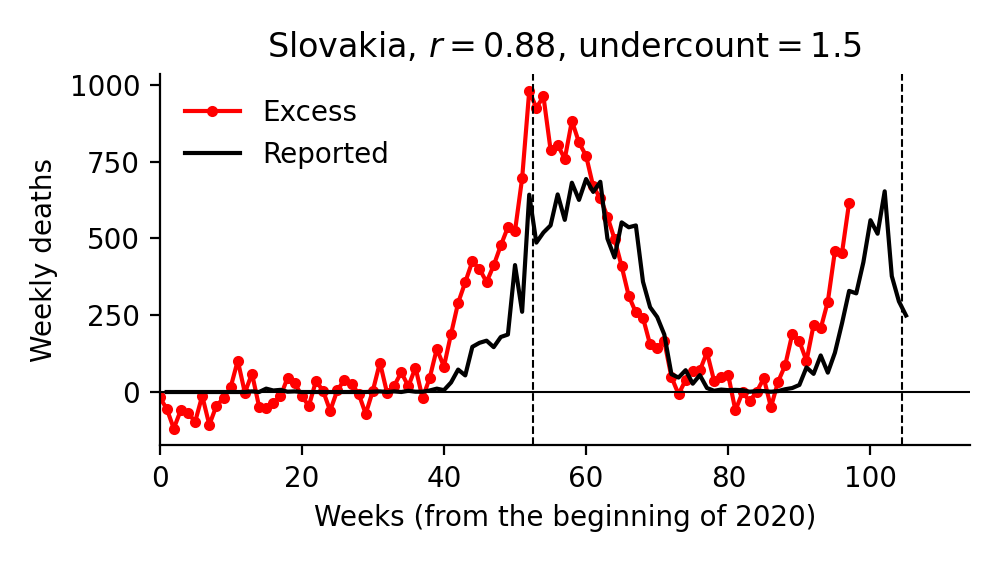 Slovakia, r = 0.88, undercount = 1.5
1000
750
500
250
0
Weekly deaths
Excess
Reported
0 20 40 60 80 100
Weeks (from the beginning of 2020)